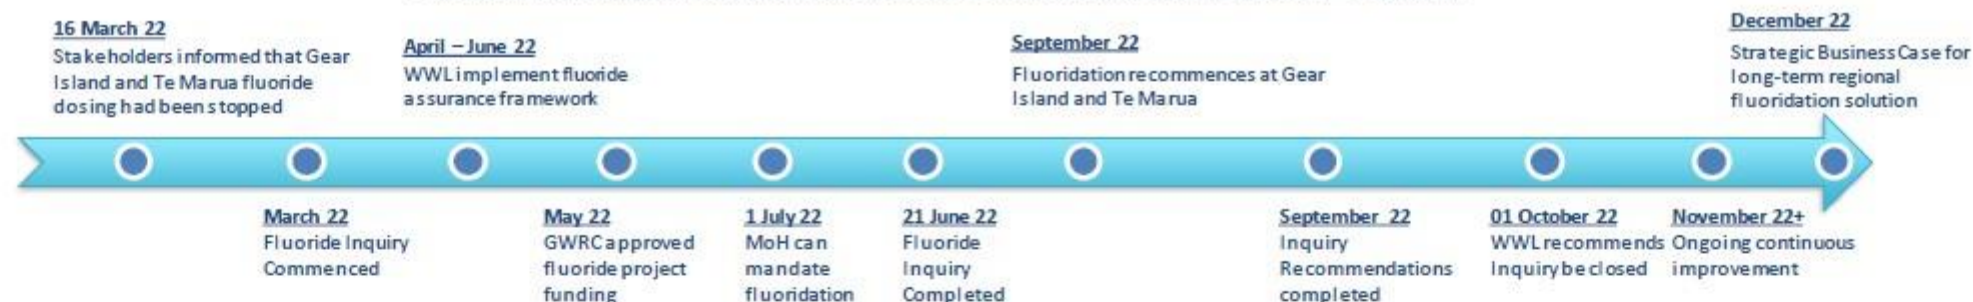 16 March 22
Stakeholders informed that Gear
Island and Te Marua fluoride
dosing had been stopped
April – June 22
WWL implement fluoride
assurance framework
September 22
Fluoridation recommences at Gear
Island and Te Marua
December 22
Strategic Business Case for
long-term regional
fluoridation solution
March 22
Fluoride Inquiry
Commenced
May 22
GWRC approved
fluoride project
funding
1 July 22
MoH can
mandate
fluoridation
21 June 22
Fluoride
Inquiry
Completed
September 22
Inquiry
Recommendations
completed
01 October 22
WWL recommends
Inquiry be closed
November 22+
Ongoing continuous
improvement